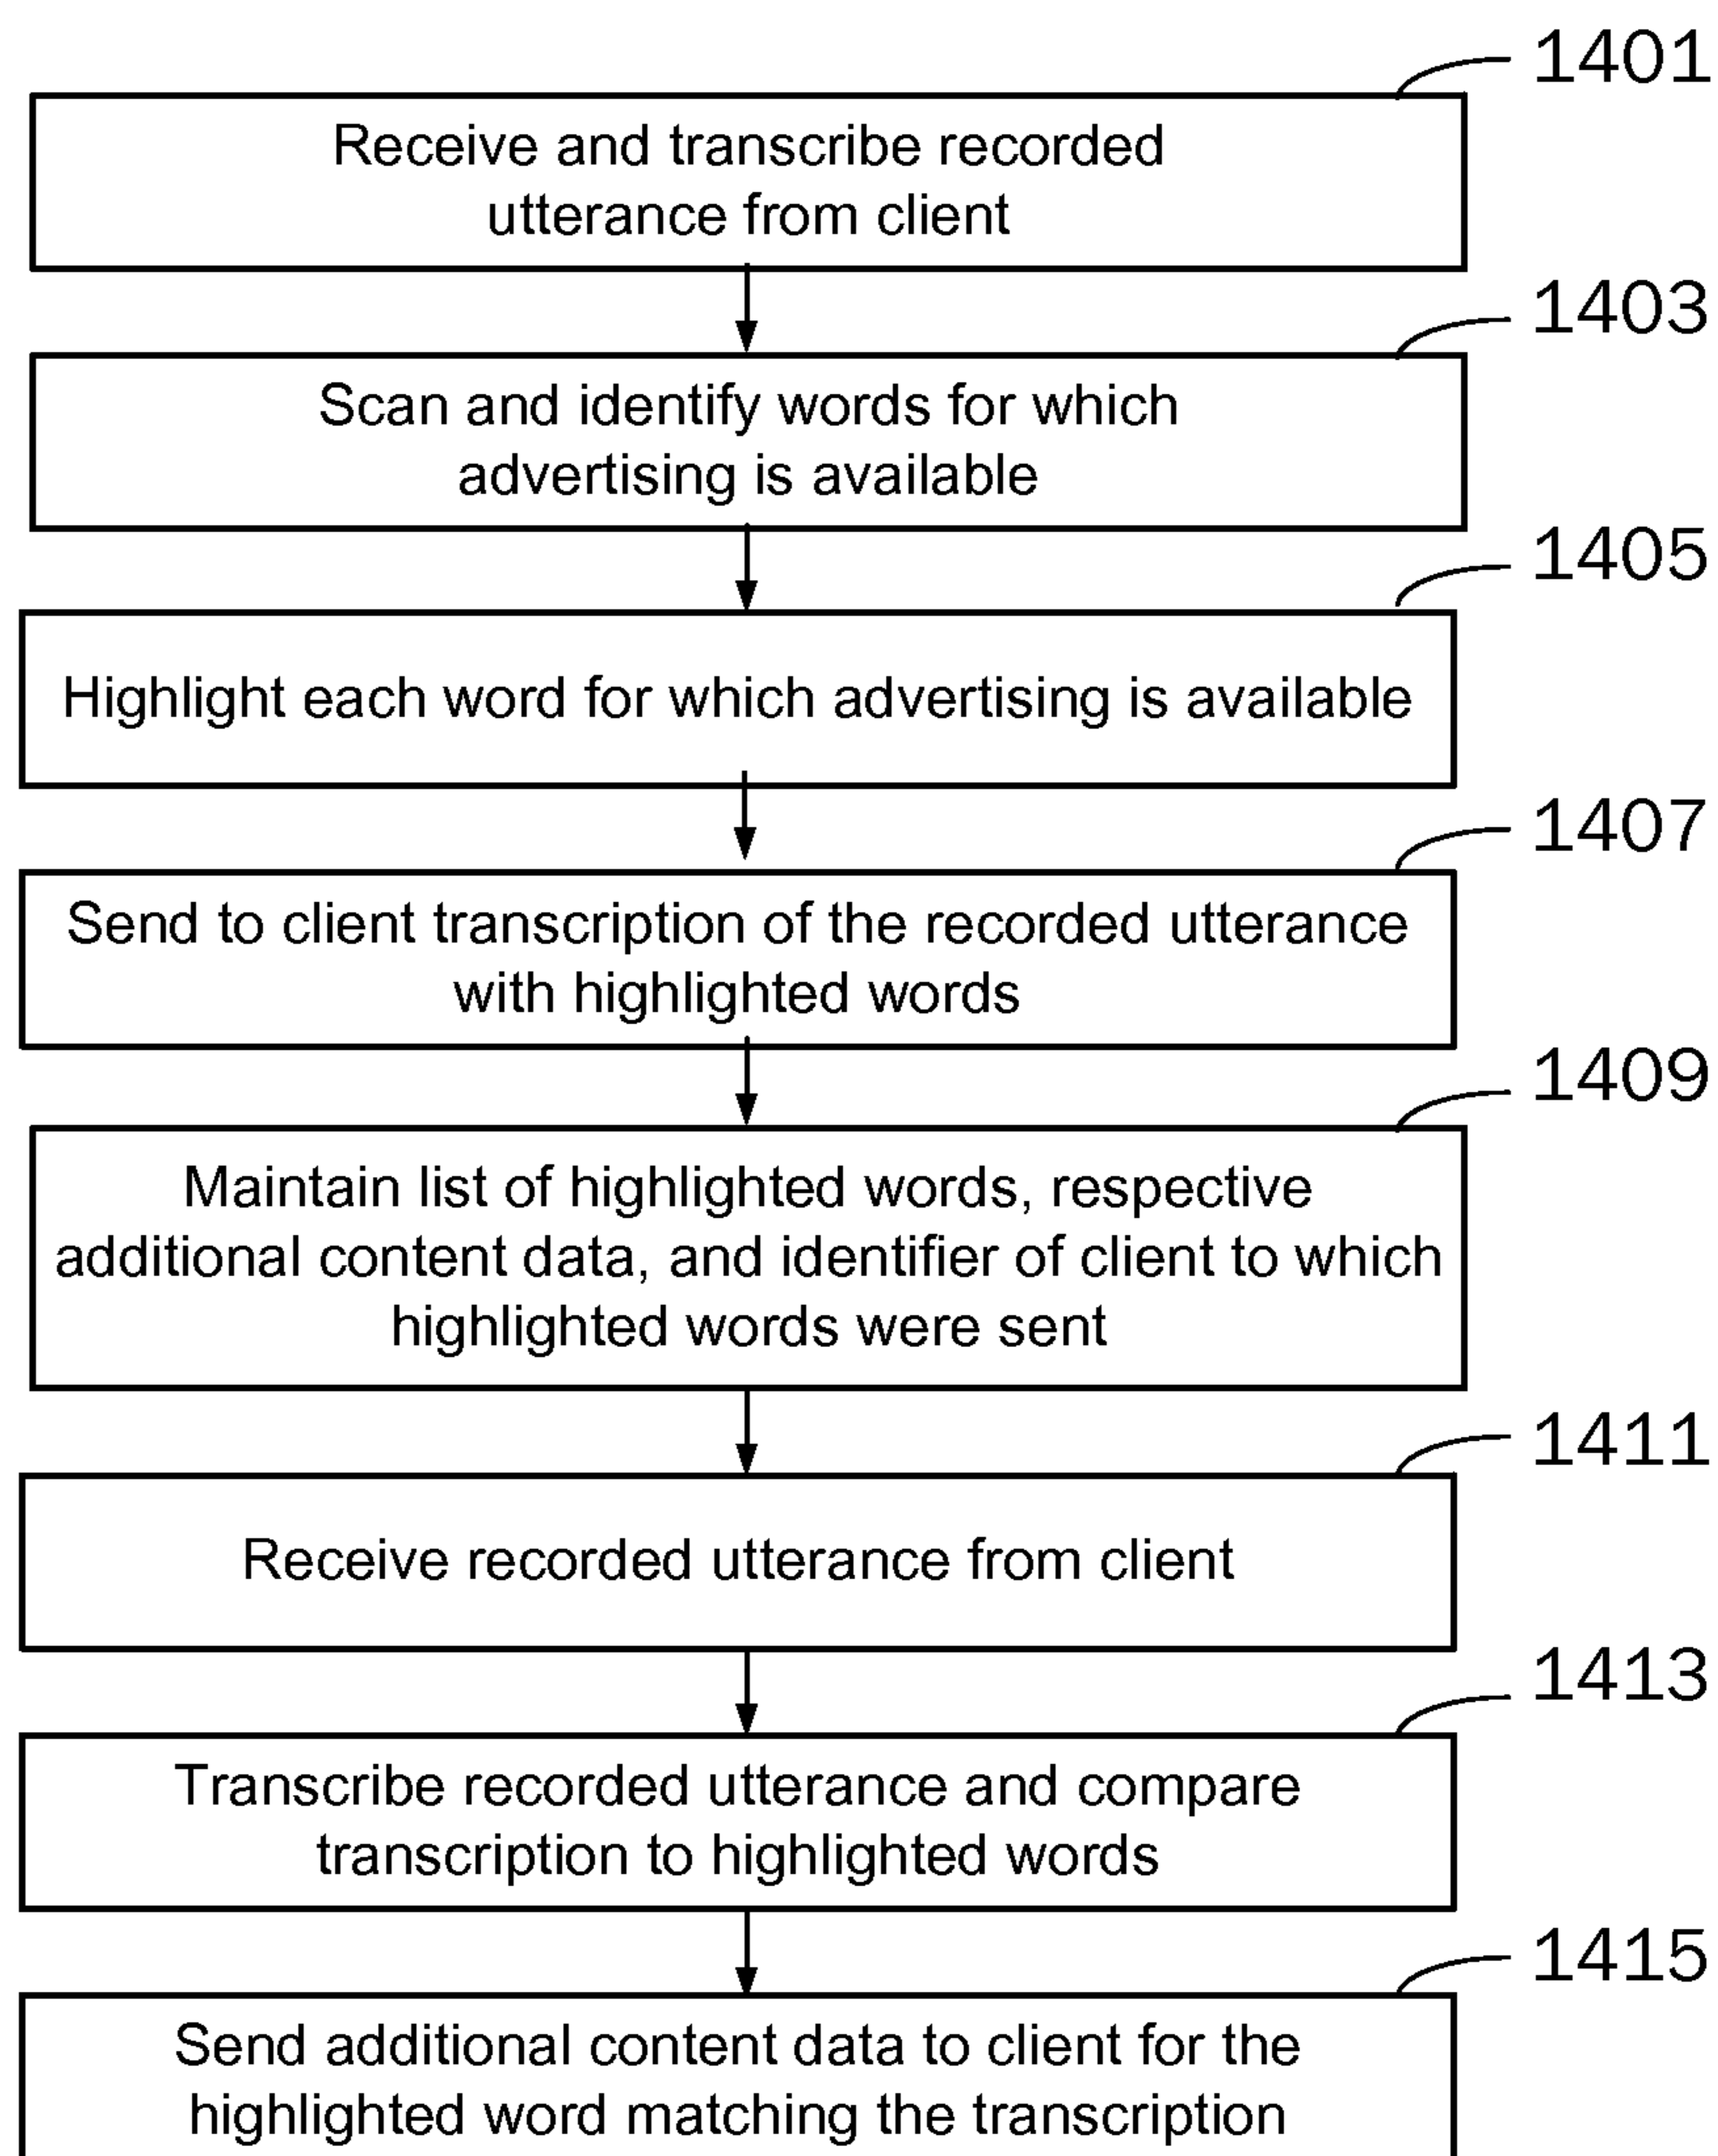 1401
Receive and transcribe recorded
utterance from client
1403
Scan and identify words for which
advertising is available
1405
Highlight each word for which advertising is available
1407
Send to client transcription of the recorded utterance
with highlighted words
1409
Maintain list of highlighted words, respective
additional content data, and identifier of client to which
highlighted words were sent
1411
Receive recorded utterance from client
1413
Transcribe recorded utterance and compare
transcription to highlighted words
1415
Send additional content data to client for the
highlighted word matching the transcription